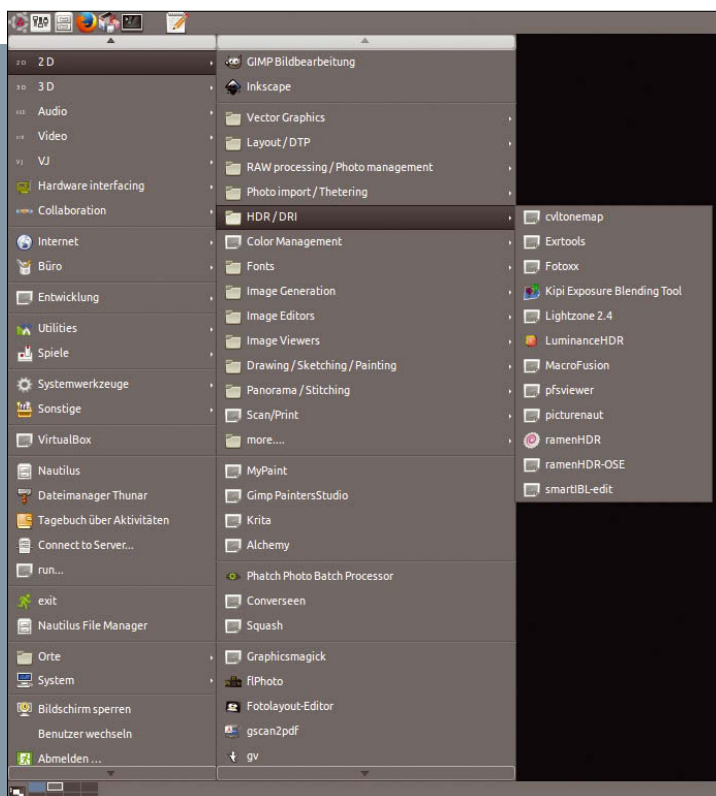 2D
3D
Audio
Video
VJ
Hardware interfacing
Collaboration
Internet
Büro
Entwicklung
Utilities
Spiele
Systemwerkzeuge
Sonstige
VirtualBox
Nautilus
Dateimanager Thunar
Tagebuch über Aktivitäten
Connect to Server...
run...
exit
Nautilus File Manager
Orte
System
Bildschirm sperren
Benutzer wechseln
Abmelden ...
GIMP Bildbearbeitung
Inkscape
Vector Graphics
Layout / DTP
RAW processing / Photo management
Photo import / Thetering
HDR / DRI
Color Management
Fonts
Image Generation
Image Editors
Image Viewers
Drawing / Sketching / Painting
Panorama / Stitching
Scan/Print
more....
MyPaint
Gimp PaintersStudio
Krita
Alchemy
Phatch Photo Batch Processor
Converseen
Squash
Graphicsmagick
flPhoto
Fotolayout-Editor
gscan2pdf
gv
cvltonemap
Exrtools
Fotoxx
Kipi Exposure Blending Tool
Lightzone 2.4
LuminanceHDR
MacroFusion
pfsviewer
picturenaut
ramenHDR
ramenHDR-OSE
smartIBL-edit